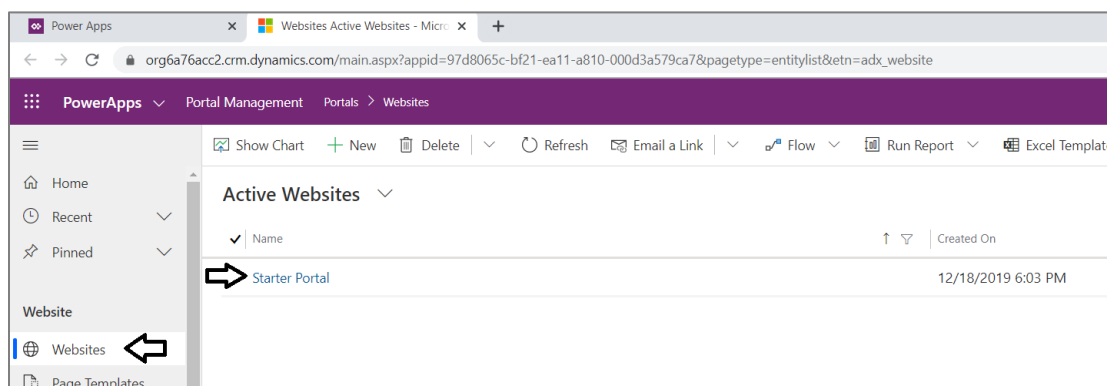 Power Apps
Websites Active Websites - Micro
org6a76acc2.crm.dynamics.com/main.aspx?appid=97d8065c-bf21-ea11-a810-000d3a579ca7&pagetype=entitylist&etn=adx_website
PowerApps Portal Management Portals > Websites
Show Chart New Delete Refresh Email a Link Flow Run Report Excel Templat
Home
Recent
Pinned
Active Websites
Name Created On
Starter Portal 12/18/2019 6:03 PM
Website
Websites
Page Templates